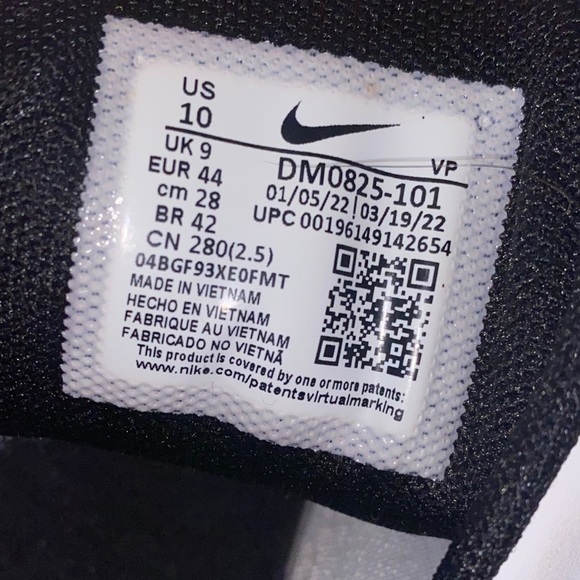 US
10
UK 9
EUR 44
cm 28
BR 42
CN 280(2.5)
VP
DM0825-101
01/05/22 | 03/19/22
UPC 00196149142654
04BGF93XE0FMT
MADE IN VIETNAM
HECHO EN VIETNAM
FABRIQUE AU VIETNAM
FABRICADO NO VIETNÃ
This product is covered by one or more patents:
www.nike.com/patentsvirtualmarking